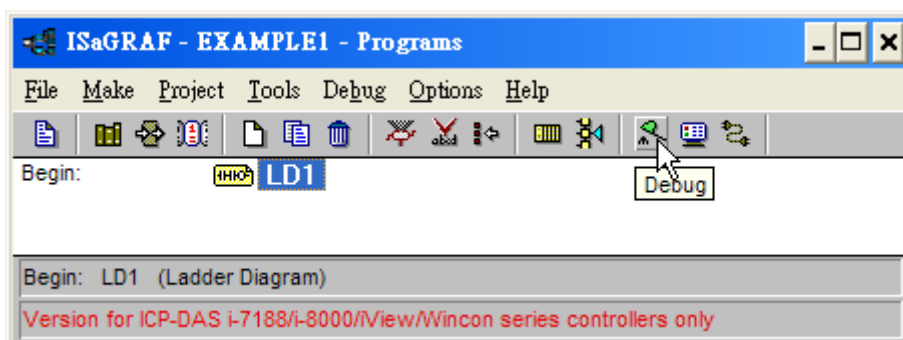 ISaGRAF - EXAMPLE1 - Programs
File Make Project Tools Debug Options Help
Begin: LD1
Debug
Begin: LD1 (Ladder Diagram)
Version for ICP-DAS i-7188/i-8000/iView/Wincon series controllers only